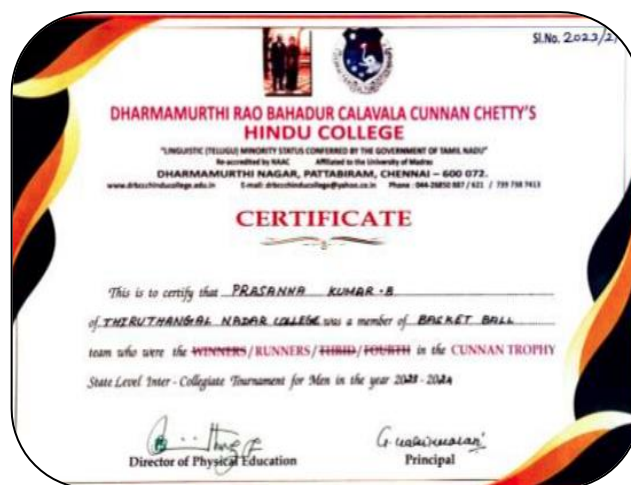 Sl.No. 2023/2
DHARMAMURTHI RAO BAHADUR CALAVALA CUNNAN CHETTY'S
HINDU COLLEGE
"LINGUISTIC (TELUGU) MINORITY STATUS CONFERRED BY THE GOVERNMENT OF TAMIL NADU"
Re-accredited by NAAC Affiliated to the University of Madras
DHARMAMURTHI NAGAR, PATTABIRAM, CHENNAI – 600 072.
www.drbccchinducollege.edu.in E-mail: drbccchinducollege@yahoo.co.in Phone : 044-26850 887 / 621 / 739 738 7413
CERTIFICATE
This is to certify that PRASANNA KUMAR·B
of THIRUTHANGAL NADAR COLLEGE was a member of BASKET BALL
team who were the WINNERS/RUNNERS/THRID/FOURTH in the CUNNAN TROPHY
State Level Inter - Collegiate Tournament for Men in the year 2023 - 2024
Director of Physical Education
Principal